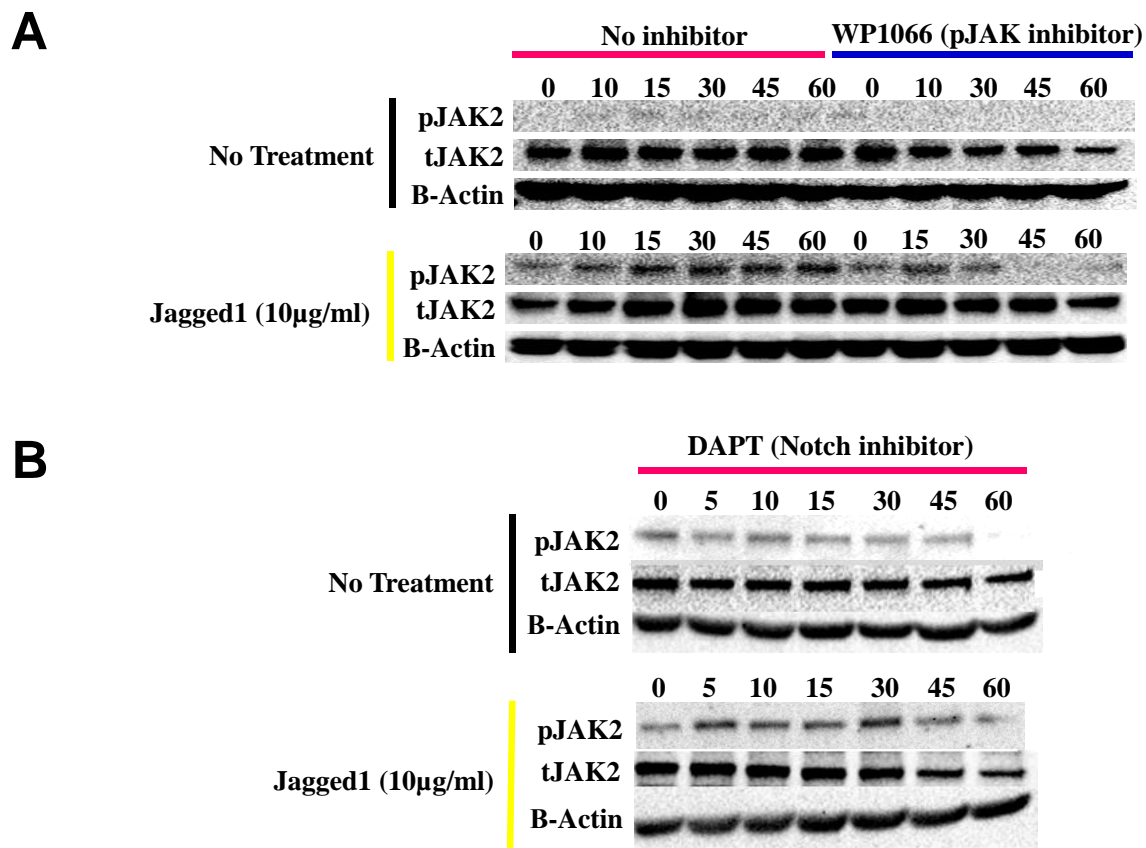 A
No inhibitor
WP1066 (pJAK inhibitor)
0 10 15 30 45 60 0 10 30 45 60
No Treatment
pJAK2
tJAK2
B-Actin
0 10 15 30 45 60 0 15 30 45 60
Jagged1 (10µg/ml)
pJAK2
tJAK2
B-Actin
B
DAPT (Notch inhibitor)
0 5 10 15 30 45 60
No Treatment
pJAK2
tJAK2
B-Actin
0 5 10 15 30 45 60
Jagged1 (10µg/ml)
pJAK2
tJAK2
B-Actin